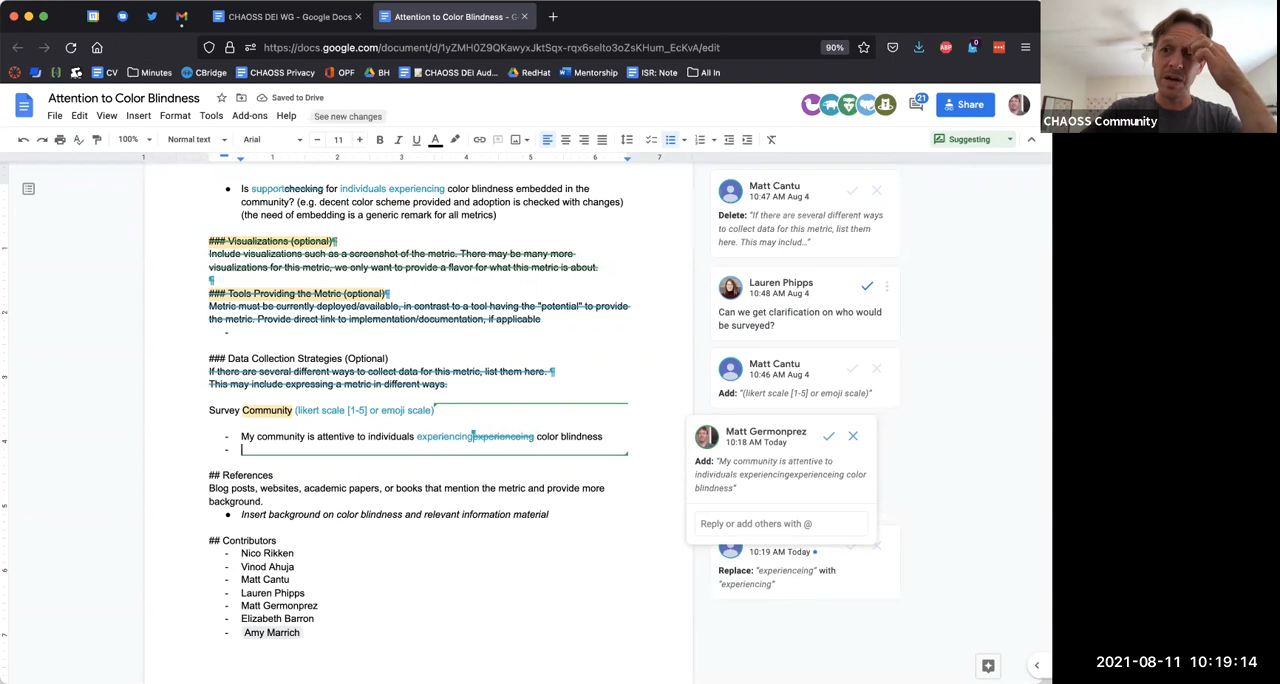 CHAOSS DEI WG - Google Docs
Attention to Color Blindness - G
https://docs.google.com/document/d/1yZMH0Z9QKawyxJktSqx-rqx6selto3oZsKHum_EcKvA/edit
90%
CV
Minutes
CBridge
CHAOSS Privacy
OPF
BH
CHAOSS DEI Aud...
RedHat
Mentorship
ISR: Note
All In
Attention to Color Blindness
Saved to Drive
File Edit View Insert Format Tools Add-ons Help See new changes
21
Share
CHAOSS Community
100% Normal text Arial 11 Suggesting
1 1 2 3 4 5 6 7
Is supportchecking for individuals experiencing color blindness embedded in the
community? (e.g. decent color scheme provided and adoption is checked with changes)
(the need of embedding is a generic remark for all metrics)
### Visualizations (optional)¶
Include visualizations such as a screenshot of the metric. There may be many more
visualizations for this metric, we only want to provide a flavor for what this metric is about.
¶
### Tools Providing the Metric (optional)¶
Metric must be currently deployed/available, in contrast to a tool having the "potential" to provide
the metric. Provide direct link to implementation/documentation, if applicable
-
### Data Collection Strategies (Optional)
If there are several different ways to collect data for this metric, list them here. ¶
This may include expressing a metric in different ways.
Survey Community (likert scale [1-5] or emoji scale)
- My community is attentive to individuals experiencingexperienceing color blindness
-
## References
Blog posts, websites, academic papers, or books that mention the metric and provide more
background.
Insert background on color blindness and relevant information material
## Contributors
- Nico Rikken
- Vinod Ahuja
- Matt Cantu
- Lauren Phipps
- Matt Germonprez
- Elizabeth Barron
- Amy Marrich
Matt Cantu
10:47 AM Aug 4
Delete: "If there are several different ways
to collect data for this metric, list them
here. This may includ..."
Lauren Phipps
10:48 AM Aug 4
Can we get clarification on who would
be surveyed?
Matt Cantu
10:46 AM Aug 4
Add: "(likert scale [1-5] or emoji scale)"
Matt Germonprez
10:18 AM Today
Add: "My community is attentive to
individuals experiencingexperienceing color
blindness"
Reply or add others with @
10:19 AM Today
Replace: "experienceing" with
"experiencing"
2021-08-11 10:19:14